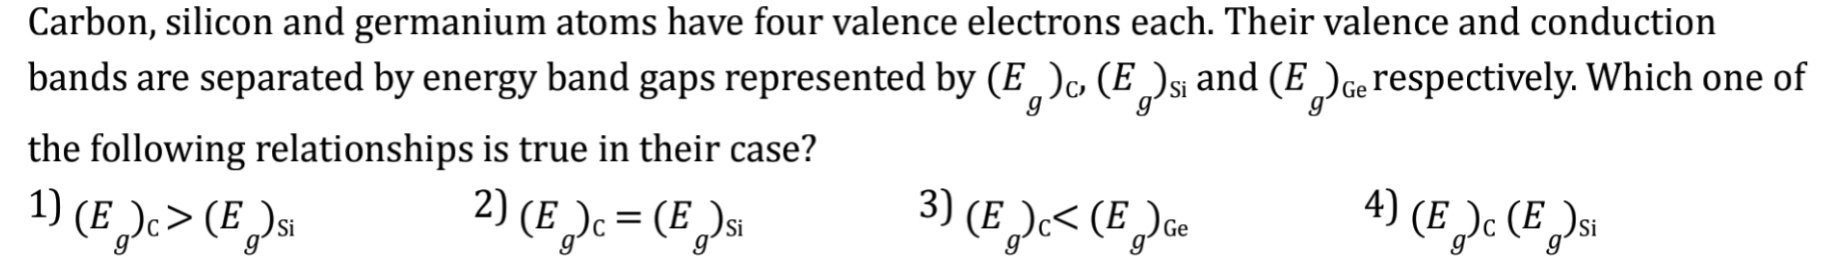 Carbon, silicon and germanium atoms have four valence electrons each. Their valence and conduction
bands are separated by energy band gaps represented by (E_g)_C, (E_g)_Si and (E_g)_Ge respectively. Which one of
the following relationships is true in their case?
1) (E_g)_C > (E_g)_Si 2) (E_g)_C = (E_g)_Si 3) (E_g)_C < (E_g)_Ge 4) (E_g)_C (E_g)_Si